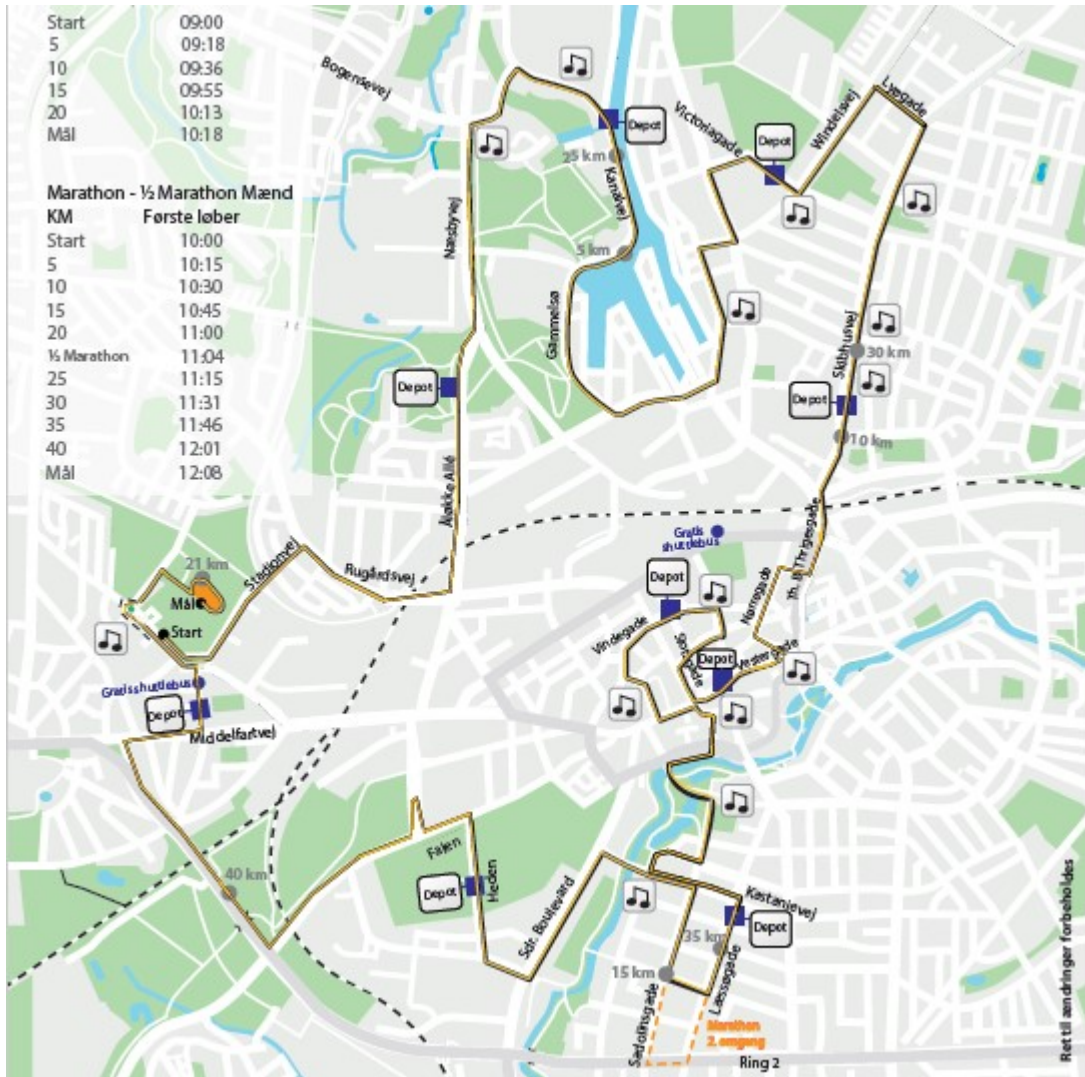 Start 09:00
5 09:18
10 09:36
15 09:55
20 10:13
Mål 10:18
Marathon - ½ Marathon Mænd
KM Første løber
Start 10:00
5 10:15
10 10:30
15 10:45
20 11:00
½ Marathon 11:04
25 11:15
30 11:31
35 11:46
40 12:01
Mål 12:08
Bogensevej
Næsbyvej
Depot
25 km
Kanalvej
5 km
Gammelsø
Victoriagade
Depot
Windelsvej
Lysgade
Skibhusvej
30 km
Depot
10 km
Depot
Åløkke Allé
Rugårdsvej
Stadionvej
21 km
Mål
Start
Gratis shuttlebus
Depot
Middelfartvej
Gratis
shuttlebus
Depot
Vindegade
Slotsgade
Depot
Vestergade
Nørregade
Th. B. Thrigesgade
40 km
Falen
Depot
Heden
Sdr. Boulevard
Kastanievej
Depot
35 km
Læssøgade
15 km
Sadolinsgade
Marathon
2. omgang
Ring 2
Ret til ændringer forbeholdes